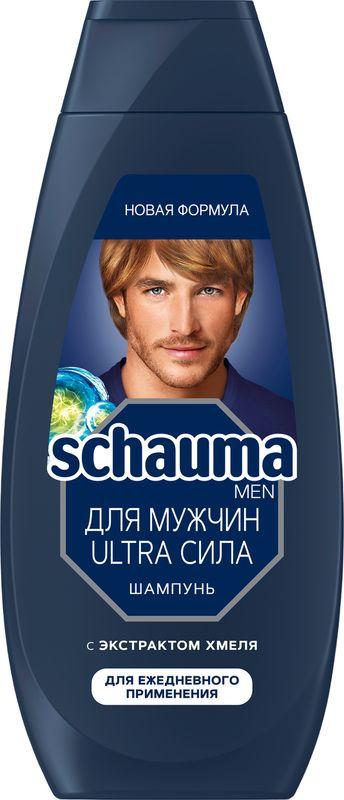 НОВАЯ ФОРМУЛА
schauma
MEN
ДЛЯ МУЖЧИН
ULTRA СИЛА
ШАМПУНЬ
С ЭКСТРАКТОМ ХМЕЛЯ
ДЛЯ ЕЖЕДНЕВНОГО
ПРИМЕНЕНИЯ